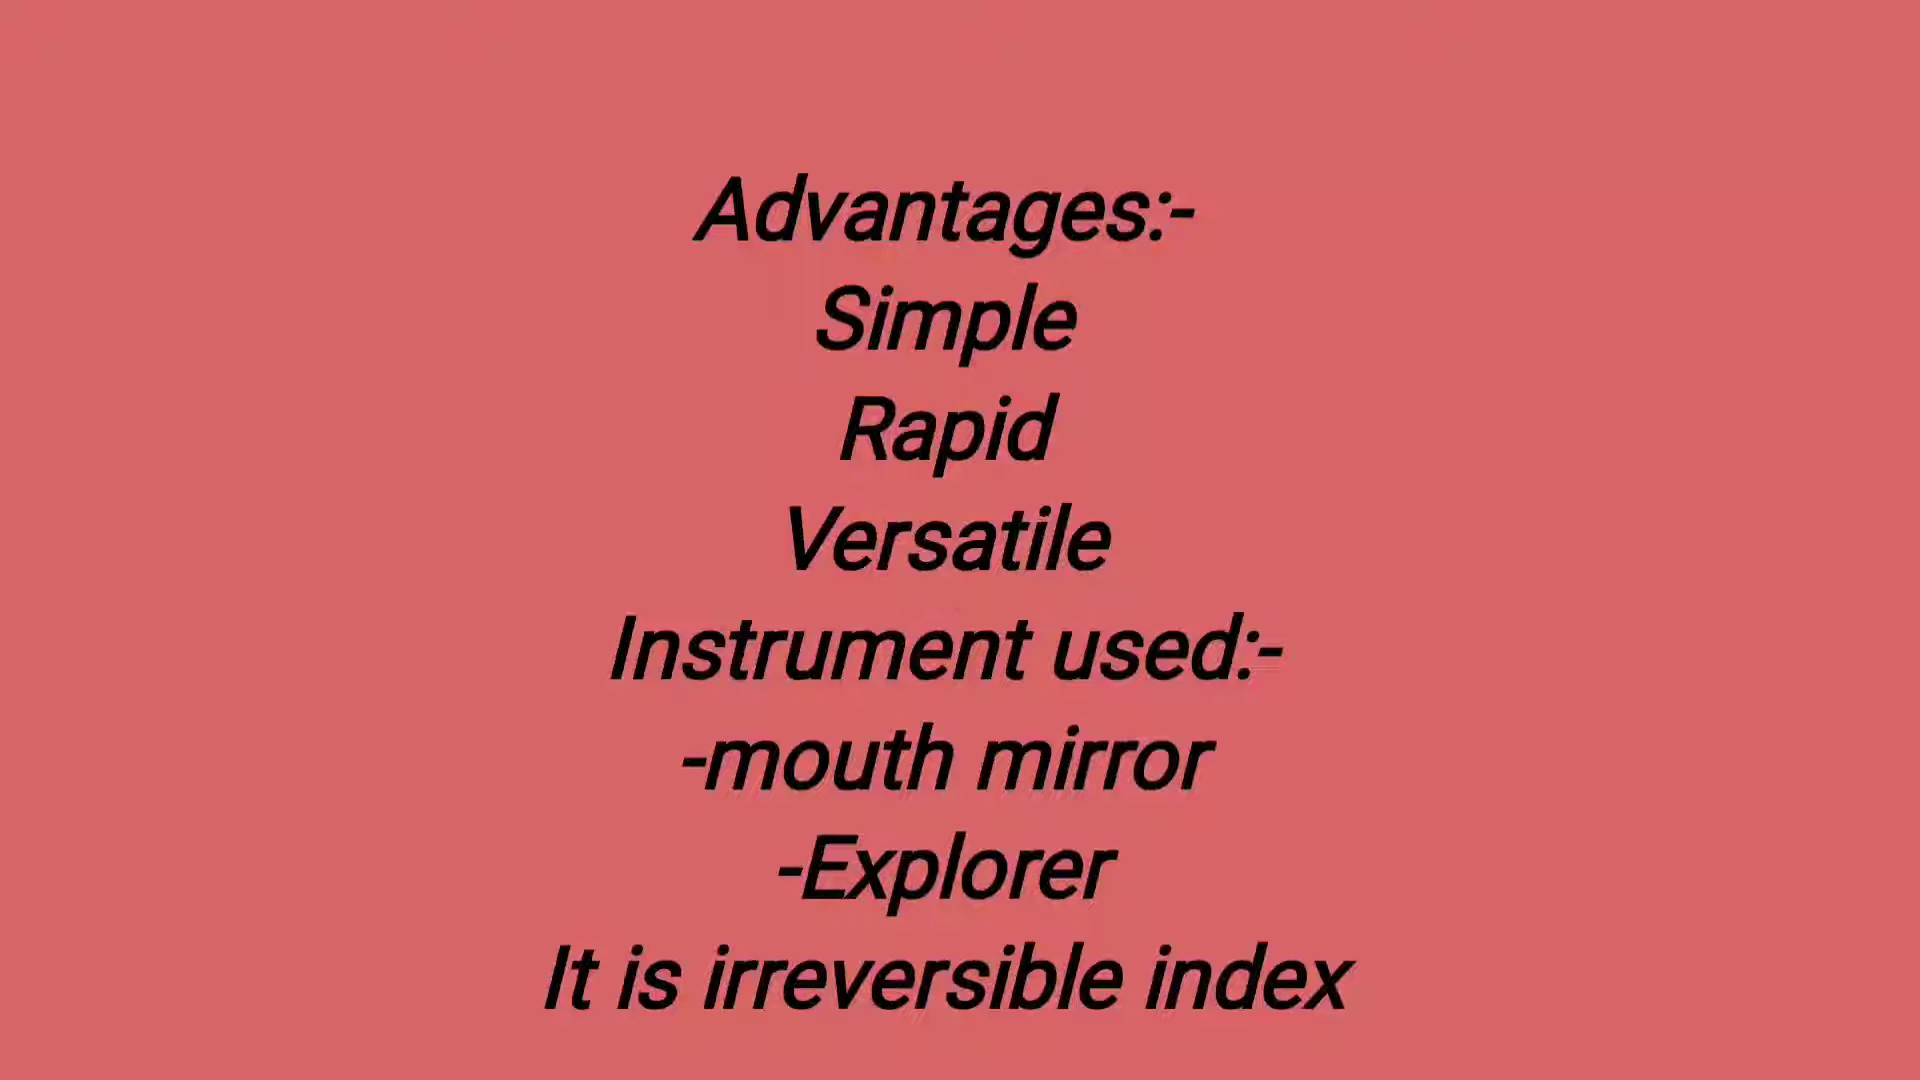 Advantages:-
Simple
Rapid
Versatile
Instrument used:-
-mouth mirror
-Explorer
It is irreversible index